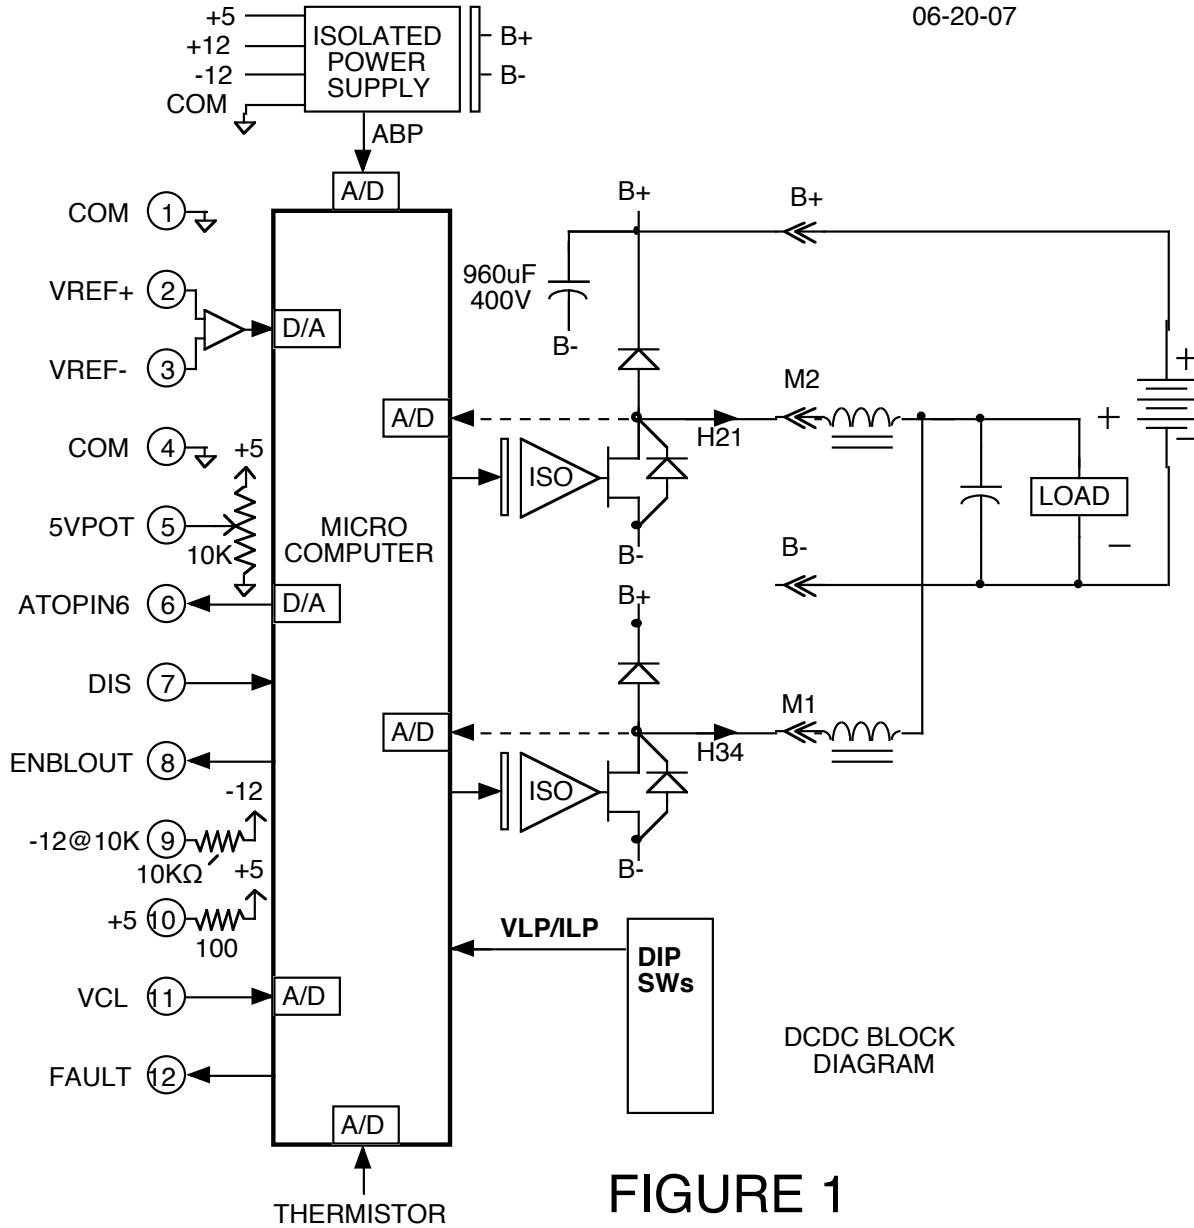 06-20-07
+5
+12
-12
COM
ISOLATED
POWER
SUPPLY
B+
B-
ABP
A/D
COM 1
VREF+ 2
VREF- 3
D/A
COM 4
+5
5VPOT 5
10K
ATOPIN6 6
D/A
DIS 7
ENBLOUT 8
-12
-12@10K 9
10KΩ
+5
+5 10
100
VCL 11
A/D
FAULT 12
A/D
THERMISTOR
MICRO
COMPUTER
A/D
A/D
B+
B+
960uF
400V
B-
M2
H21
ISO
B-
B+
+
+
-
LOAD
-
B-
M1
H34
ISO
B-
VLP/ILP
DIP
SWs
DCDC BLOCK
DIAGRAM
FIGURE 1